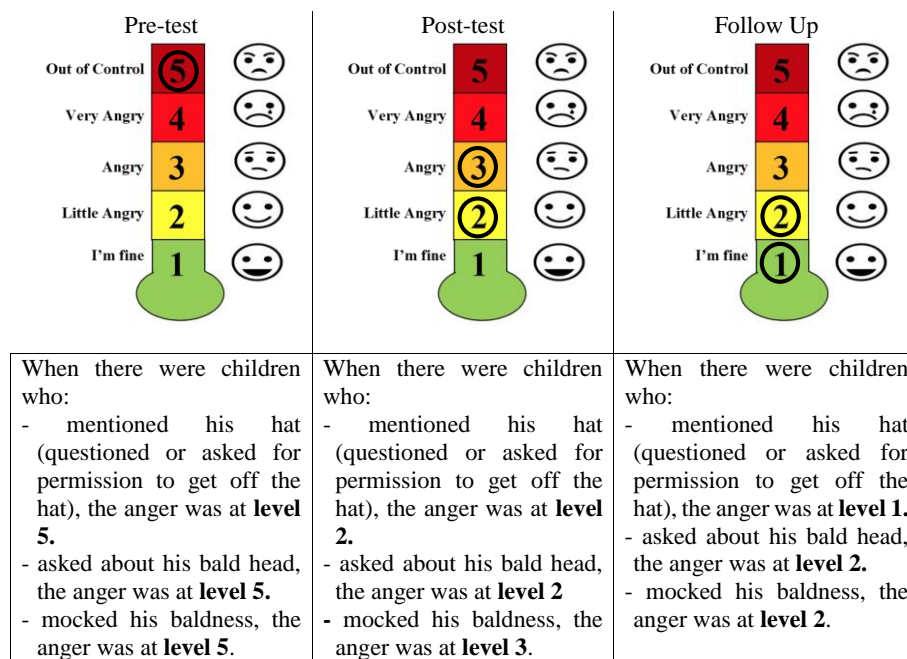 Pre-test
Out of Control 5
Very Angry 4
Angry 3
Little Angry 2
I'm fine 1
When there were children
who:
- mentioned his hat
(questioned or asked for
permission to get off the
hat), the anger was at level
5.
- asked about his bald head,
the anger was at level 5.
- mocked his baldness, the
anger was at level 5.
Post-test
Out of Control 5
Very Angry 4
Angry 3
Little Angry 2
I'm fine 1
When there were children
who:
- mentioned his hat
(questioned or asked for
permission to get off the
hat), the anger was at level
2.
- asked about his bald head,
the anger was at level 2
- mocked his baldness, the
anger was at level 3.
Follow Up
Out of Control 5
Very Angry 4
Angry 3
Little Angry 2
I'm fine 1
When there were children
who:
- mentioned his hat
(questioned or asked for
permission to get off the
hat), the anger was at level 1.
- asked about his bald head,
the anger was at level 2.
- mocked his baldness, the
anger was at level 2.